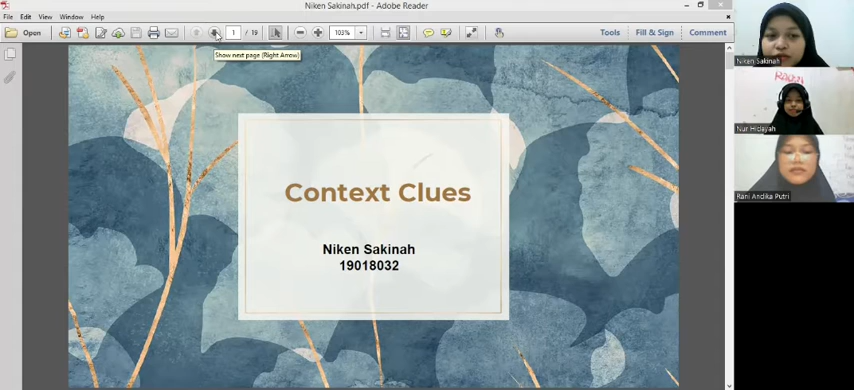 Niken Sakinah.pdf - Adobe Reader
File Edit View Window Help
Open 1 / 19 103% Tools Fill & Sign Comment
Show next page (Right Arrow)
Context Clues
Niken Sakinah
19018032
Niken Sakinah
Nur Hidayah
Rani Andika Putri